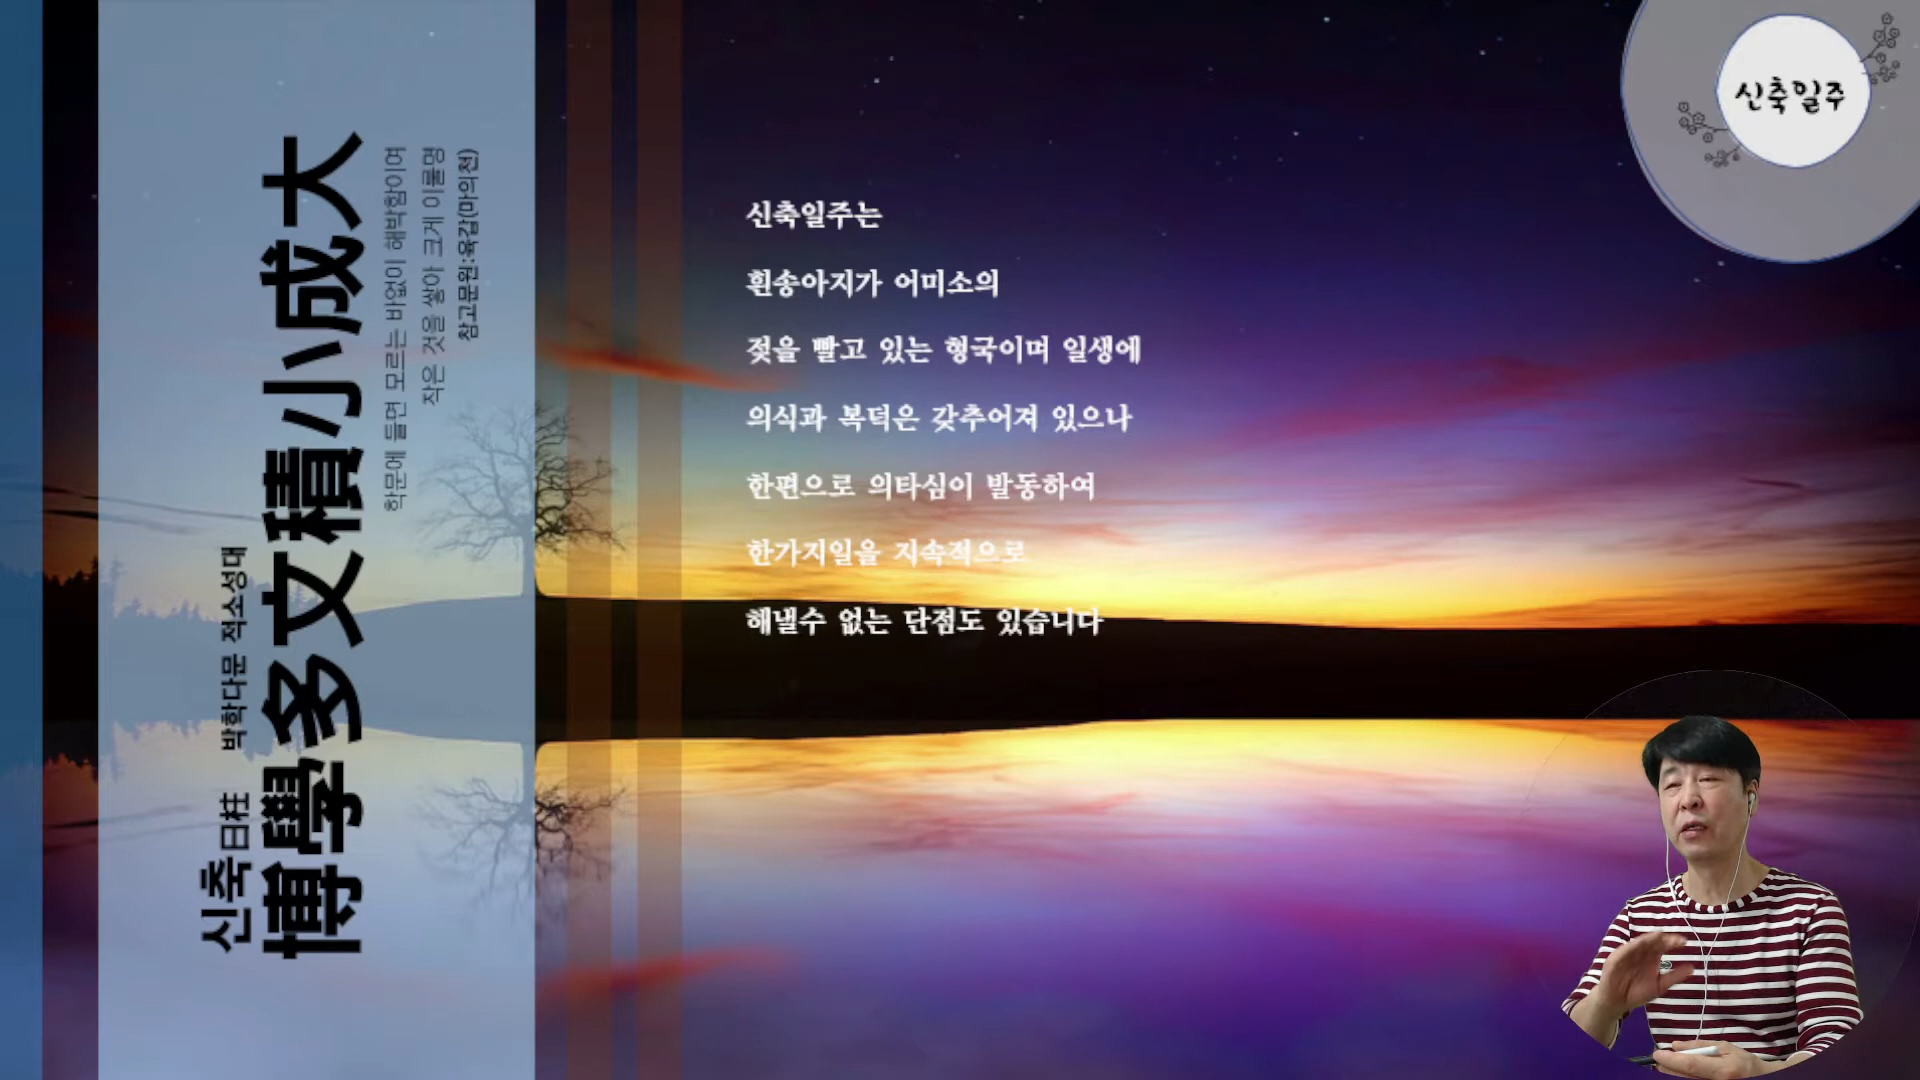 신축일주
신축日柱 박학다문 적소성대
博學多文積小成大
학문에 들면 모르는 바없이 해박함이여
작은 것을 쌓아 크게 이룰명
참고문원:육갑(마의천)
신축일주는
흰송아지가 어미소의
젖을 빨고 있는 형국이며 일생에
의식과 복덕은 갖추어져 있으나
한편으로 의타심이 발동하여
한가지일을 지속적으로
해낼수 없는 단점도 있습니다